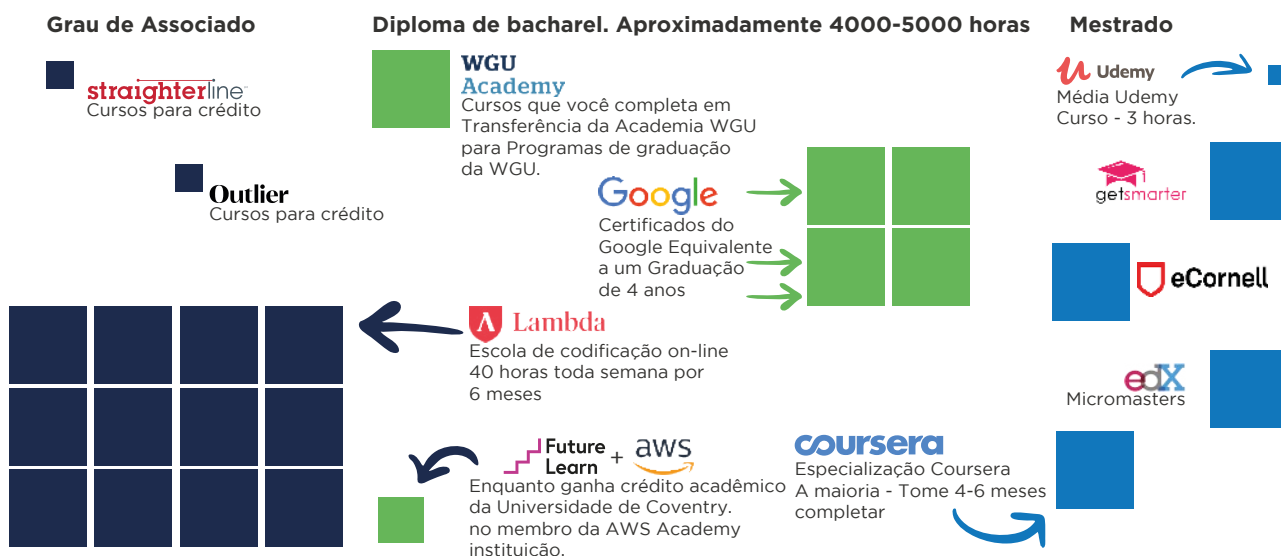 Grau de Associado
Diploma de bacharel. Aproximadamente 4000-5000 horas
Mestrado
straighterline
Cursos para crédito
Outlier
Cursos para crédito
WGU
Academy
Cursos que você completa em
Transferência da Academia WGU
para Programas de graduação
da WGU.
Google
Certificados do
Google Equivalente
a um Graduação
de 4 anos
Lambda
Escola de codificação on-line
40 horas toda semana por
6 meses
Future
Learn + aws
Enquanto ganha crédito acadêmico
da Universidade de Coventry.
no membro da AWS Academy
instituição.
coursera
Especialização Coursera
A maioria - Tome 4-6 meses
completar
Udemy
Média Udemy
Curso - 3 horas.
getsmarter
eCornell
edX
Micromasters